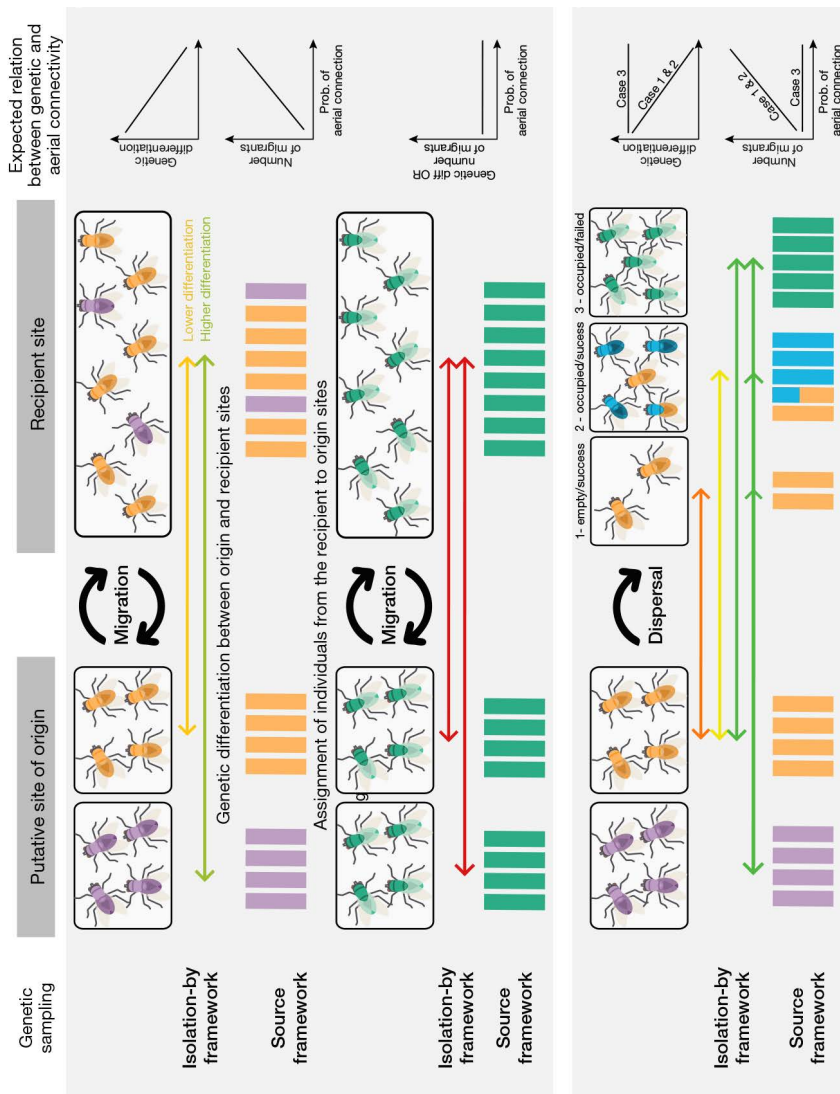 Genetic
sampling
Putative site of origin
Recipient site
Expected relation
between genetic and
aerial connectivity
Migration
Genetic
differentiation
Lower differentiation
Higher differentiation
Isolation-by
framework
Number
of migrants
Prob. of
aerial connection
Genetic differentiation between origin and recipient sites
Source
framework
Assignment of individuals from the recipient to origin sites
Migration
g
Isolation-by
framework
Genetic diff OR
number
of migrants
Prob. of
aerial connection
Source
framework
1- empty/success
2 - occupied/sucess
3 - occupied/failed
Dispersal
Genetic
differentiation
Case 3
Case 1 & 2
Isolation-by
framework
Number
of migrants
Case 1 & 2
Case 3
Prob. of
aerial connection
Source
framework